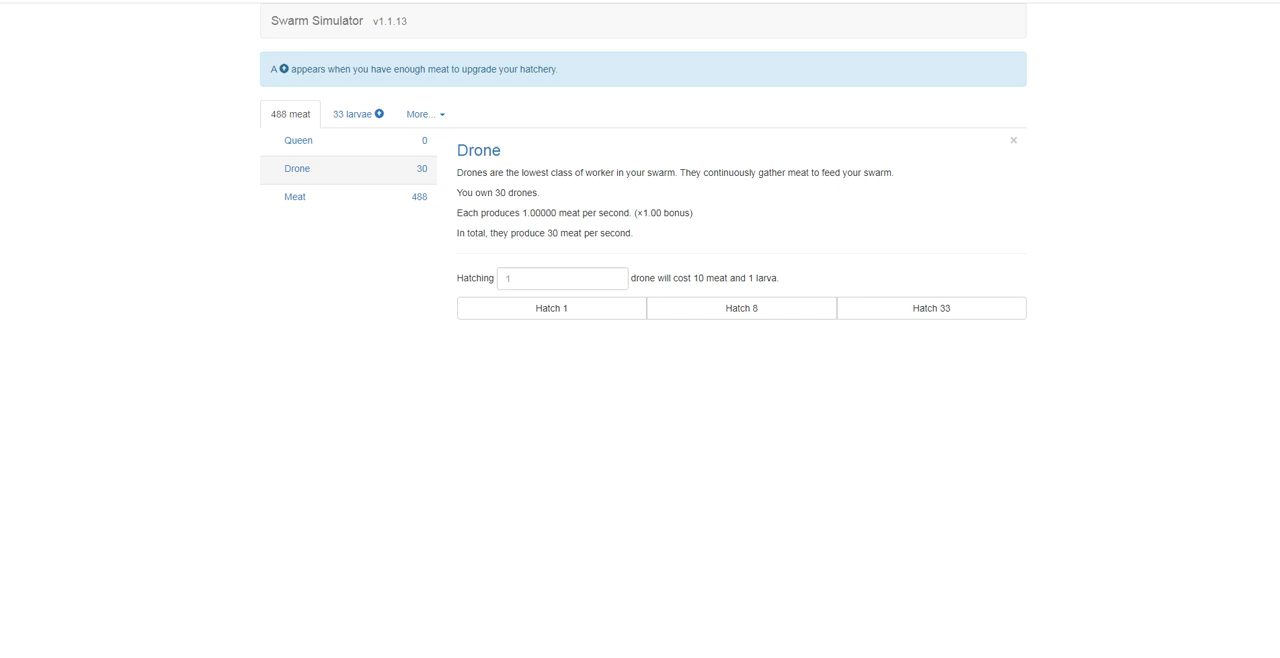 Swarm Simulator v1.1.13
A appears when you have enough meat to upgrade your hatchery.
488 meat 33 larvae More...
Queen 0
Drone 30
Meat 488
Drone
×
Drones are the lowest class of worker in your swarm. They continuously gather meat to feed your swarm.
You own 30 drones.
Each produces 1.00000 meat per second. (×1.00 bonus)
In total, they produce 30 meat per second.
Hatching 1 drone will cost 10 meat and 1 larva.
Hatch 1 Hatch 8 Hatch 33